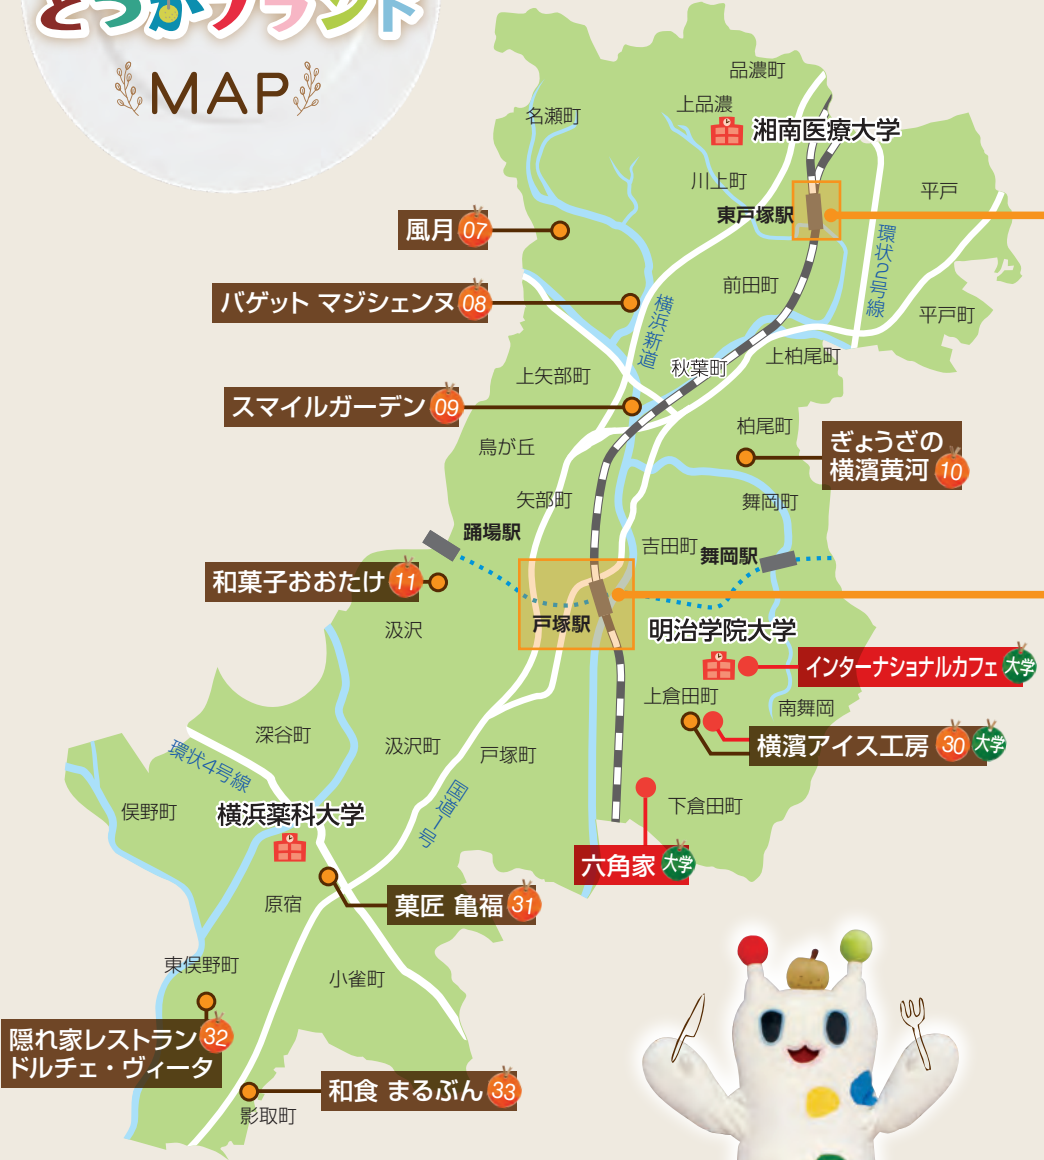 とつかブランド
MAP
品濃町
上品濃
名瀬町
湘南医療大学
川上町
平戸
東戸塚駅
風月 07
環状2号線
前田町
バゲット マジシェンヌ 08
横浜新道
平戸町
上柏尾町
秋葉町
上矢部町
スマイルガーデン 09
柏尾町
鳥が丘
ぎょうざの
横濱黄河 10
矢部町
舞岡町
踊場駅
吉田町
舞岡駅
和菓子おおたけ 11
戸塚駅
汲沢
明治学院大学
インターナショナルカフェ 大学
上倉田町
南舞岡
深谷町
汲沢町
戸塚町
横濱アイス工房 30 大学
環状4号線
国道1号
俣野町
横浜薬科大学
下倉田町
六角家 大学
原宿
菓匠 亀福 31
東俣野町
小雀町
隠れ家レストラン 32
ドルチェ・ヴィータ
和食 まるぶん 33
影取町